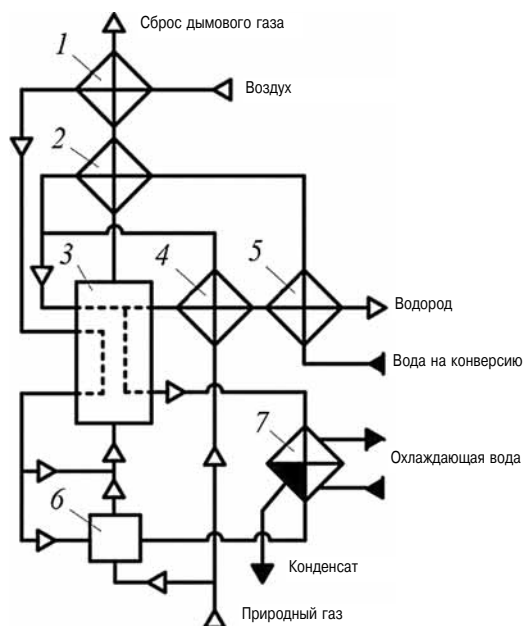 Сброс дымового газа
1
Воздух
2
3
4
5
Водород
Вода на конверсию
7
Охлаждающая вода
6
Конденсат
Природный газ